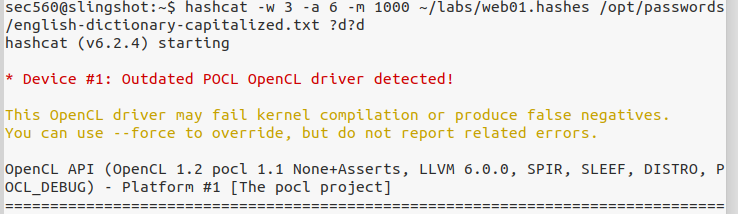 sec560@slingshot:~$ hashcat -w 3 -a 6 -m 1000 ~/labs/web01.hashes /opt/passwords
/english-dictionary-capitalized.txt ?d?d
hashcat (v6.2.4) starting
* Device #1: Outdated POCL OpenCL driver detected!
This OpenCL driver may fail kernel compilation or produce false negatives.
You can use --force to override, but do not report related errors.
OpenCL API (OpenCL 1.2 pocl 1.1 None+Asserts, LLVM 6.0.0, SPIR, SLEEF, DISTRO, P
OCL_DEBUG) - Platform #1 [The pocl project]
================================================================================